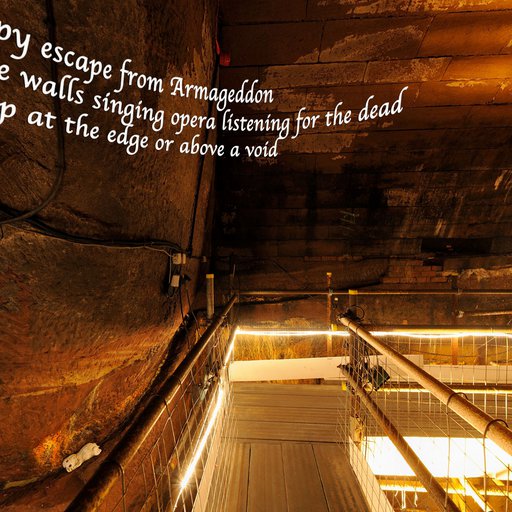 escape from Armageddon
walls singing opera listening for the dead
at the edge or above a void